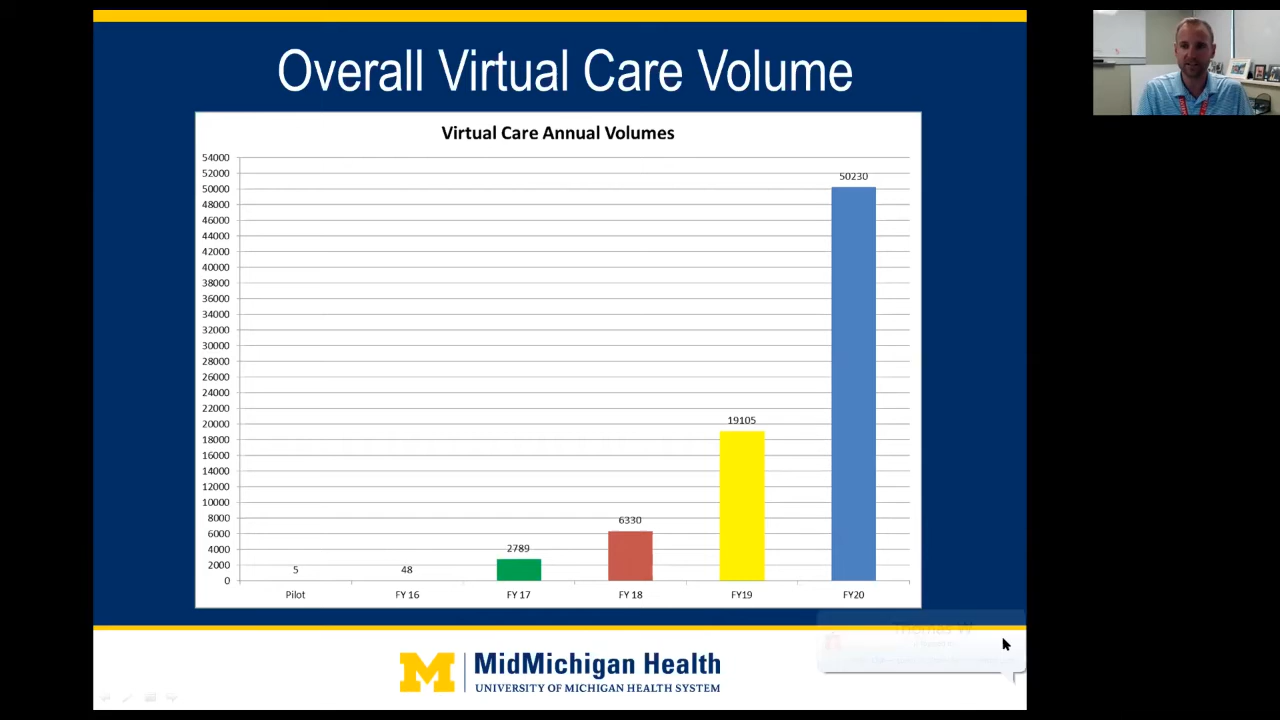 Overall Virtual Care Volume
Virtual Care Annual Volumes
54000
52000
50000
48000
46000
44000
42000
40000
38000
36000
34000
32000
30000
28000
26000
24000
22000
20000
18000
16000
14000
12000
10000
8000
6000
4000
2000
0
5
48
2789
6330
19105
50230
Pilot
FY 16
FY 17
FY 18
FY19
FY20
Thomas W
M
MidMichigan Health
UNIVERSITY OF MICHIGAN HEALTH SYSTEM